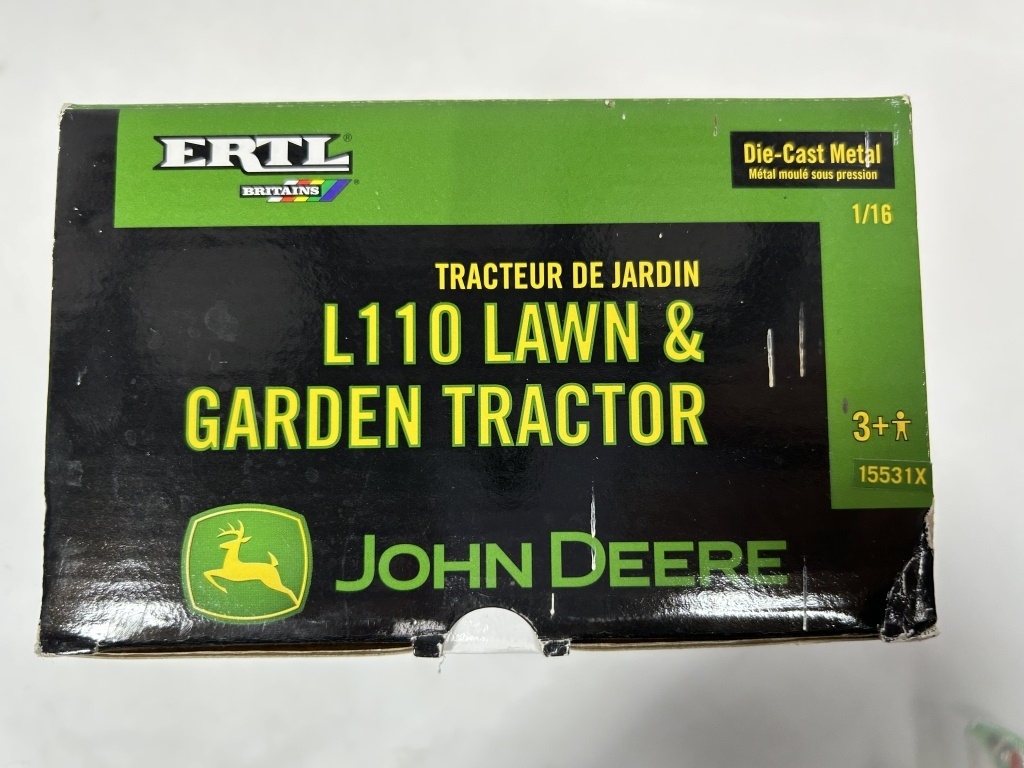 ERTL®
BRITAINS®
Die-Cast Metal
Métal moulé sous pression
1/16
TRACTEUR DE JARDIN
L110 LAWN &
GARDEN TRACTOR
3+
15531X
JOHN DEERE